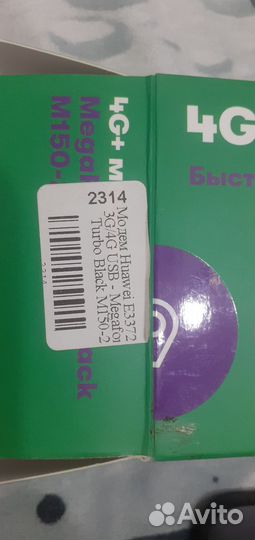 4G+ М
Megaf
ack
M150-
4G
Быст
2314
Модем Huawei E3372
3G/4G USB - Megafon
Turbo Black M150-2
2314
Avito